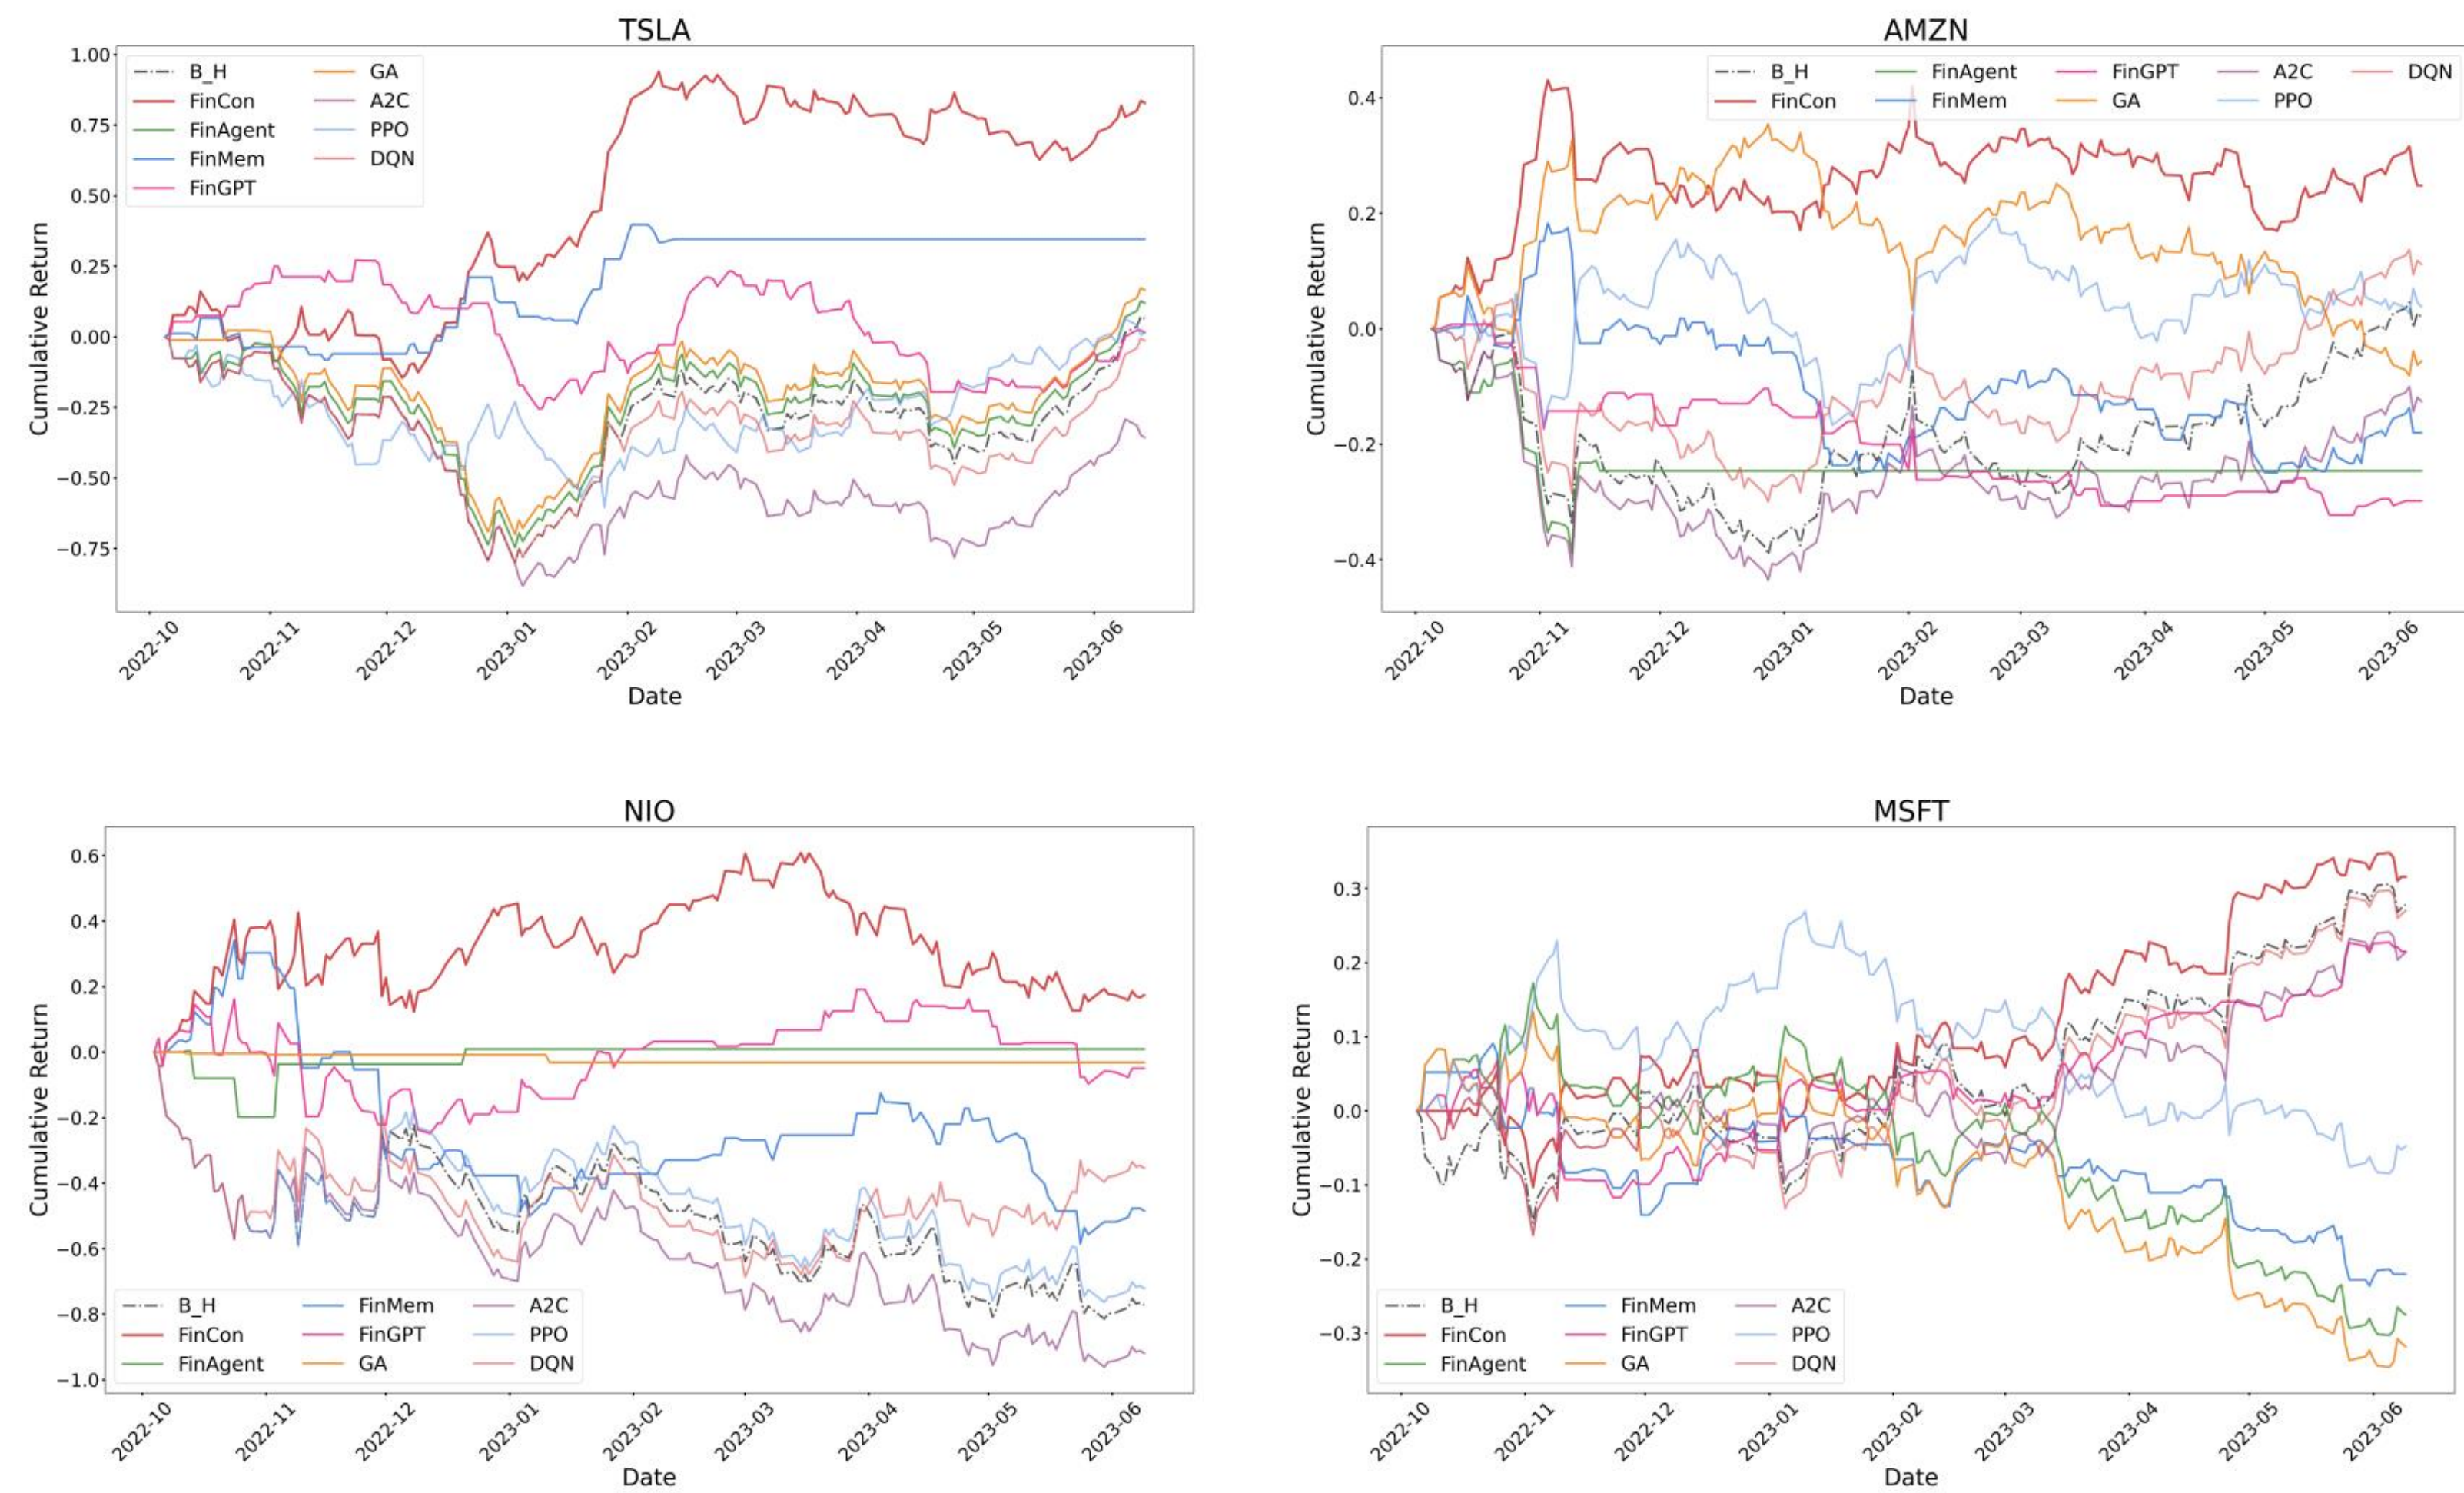 TSLA
Cumulative Return
1.00
0.75
0.50
0.25
0.00
−0.25
−0.50
−0.75
B_H
FinCon
FinAgent
FinMem
FinGPT
GA
A2C
PPO
DQN
2022-10
2022-11
2022-12
2023-01
2023-02
2023-03
2023-04
2023-05
2023-06
Date
AMZN
Cumulative Return
0.4
0.2
0.0
−0.2
−0.4
B_H
FinCon
FinAgent
FinMem
FinGPT
GA
A2C
PPO
DQN
2022-10
2022-11
2022-12
2023-01
2023-02
2023-03
2023-04
2023-05
2023-06
Date
NIO
Cumulative Return
0.6
0.4
0.2
0.0
−0.2
−0.4
−0.6
−0.8
−1.0
B_H
FinCon
FinAgent
FinMem
FinGPT
GA
A2C
PPO
DQN
2022-10
2022-11
2022-12
2023-01
2023-02
2023-03
2023-04
2023-05
2023-06
Date
MSFT
Cumulative Return
0.3
0.2
0.1
0.0
−0.1
−0.2
−0.3
B_H
FinCon
FinAgent
FinMem
FinGPT
GA
A2C
PPO
DQN
2022-10
2022-11
2022-12
2023-01
2023-02
2023-03
2023-04
2023-05
2023-06
Date